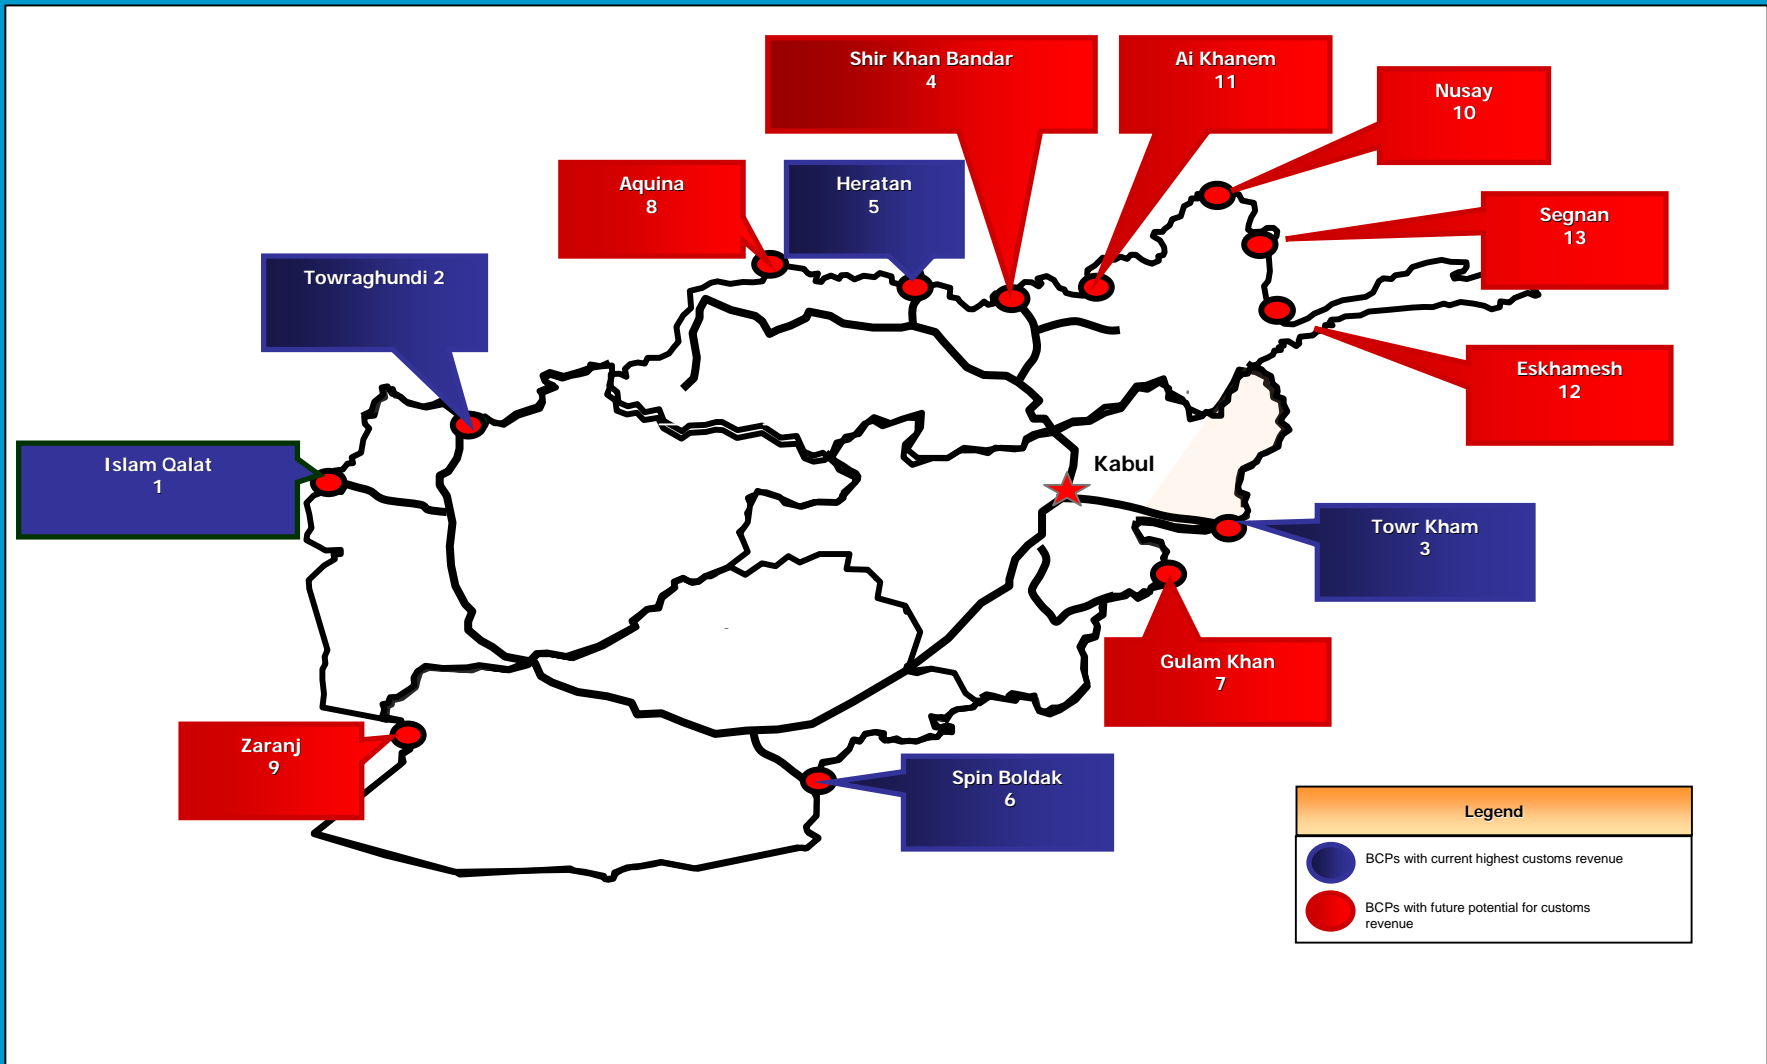 Shir Khan Bandar
4
Ai Khanem
11
Nusay
10
Aquina
8
Heratan
5
Segnan
13
Towraghundi 2
Eskhamesh
12
Islam Qalat
1
Kabul
Towr Kham
3
Gulam Khan
7
Zaranj
9
Spin Boldak
6
Legend
BCPs with current highest customs revenue
BCPs with future potential for customs
revenue